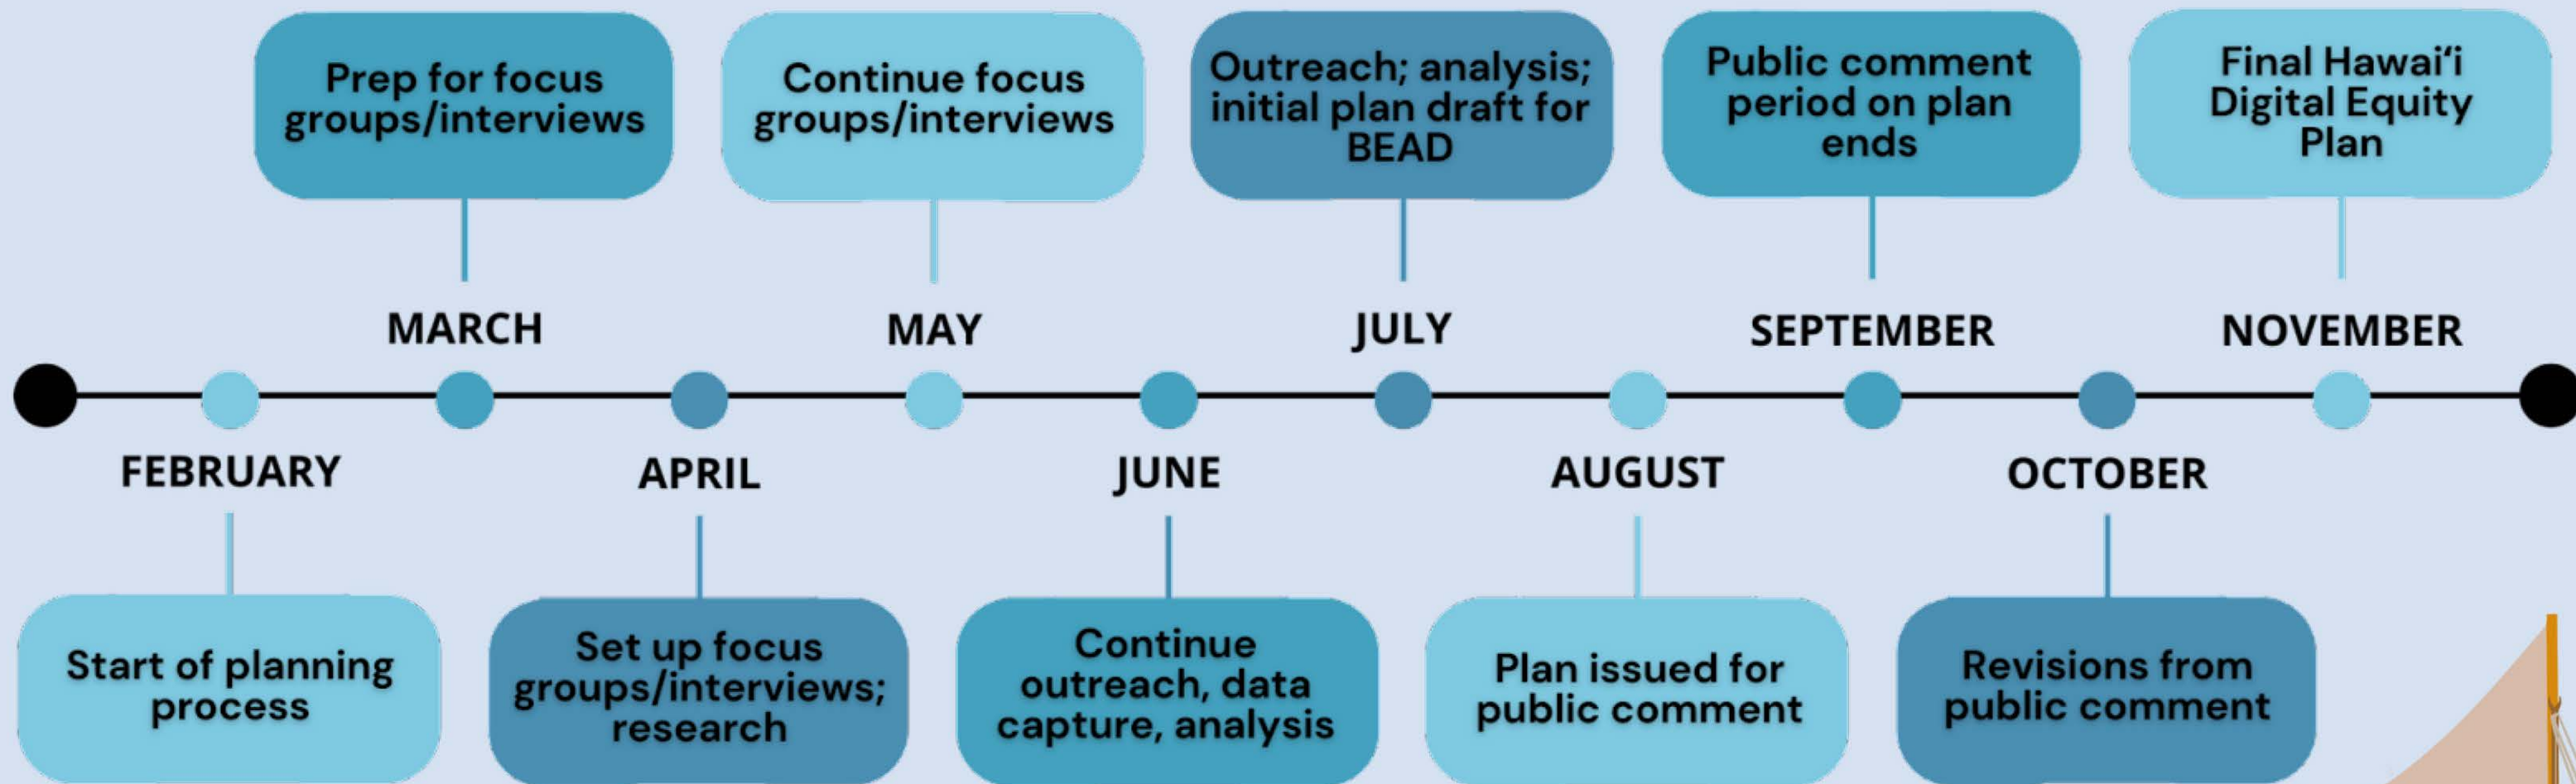 Prep for focus
groups/interviews
Continue focus
groups/interviews
Outreach; analysis;
initial plan draft for
BEAD
Public comment
period on plan
ends
Final Hawaiʻi
Digital Equity
Plan
MARCH
MAY
JULY
SEPTEMBER
NOVEMBER
FEBRUARY
APRIL
JUNE
AUGUST
OCTOBER
Start of planning
process
Set up focus
groups/interviews;
research
Continue
outreach, data
capture, analysis
Plan issued for
public comment
Revisions from
public comment